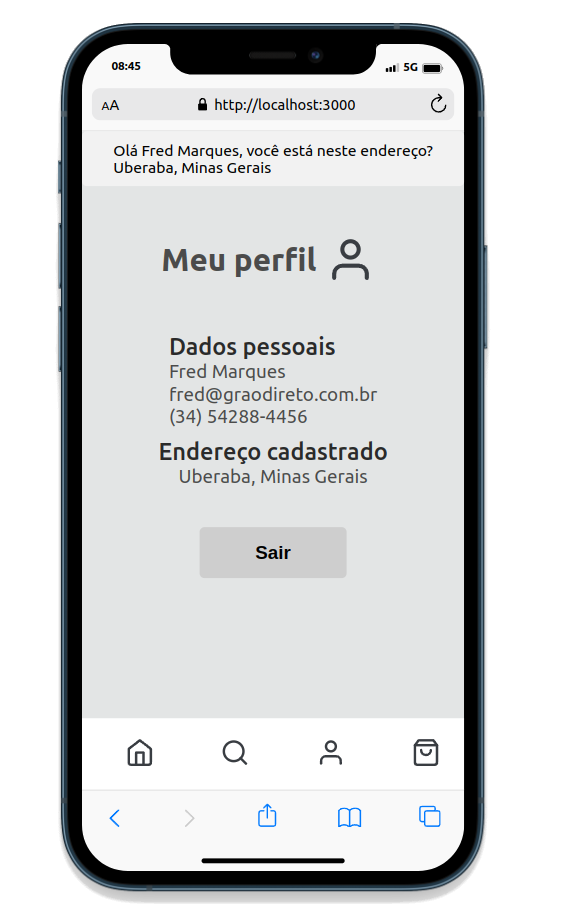 08:45
5G
AA
http://localhost:3000
Olá Fred Marques, você está neste endereço?
Uberaba, Minas Gerais
Meu perfil
Dados pessoais
Fred Marques
fred@graodireto.com.br
(34) 54288-4456
Endereço cadastrado
Uberaba, Minas Gerais
Sair